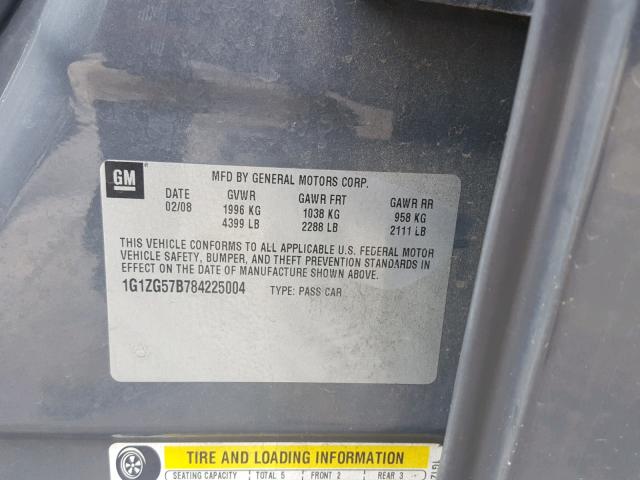 GM
MFD BY GENERAL MOTORS CORP.
DATE GVWR GAWR FRT GAWR RR
02/08 1996 KG 1038 KG 958 KG
4399 LB 2288 LB 2111 LB
THIS VEHICLE CONFORMS TO ALL APPLICABLE U.S. FEDERAL MOTOR
VEHICLE SAFETY, BUMPER, AND THEFT PREVENTION STANDARDS IN
EFFECT ON THE DATE OF MANUFACTURE SHOWN ABOVE.
1G1ZG57B784225004 TYPE: PASS CAR
TIRE AND LOADING INFORMATION
SEATING CAPACITY TOTAL 5 FRONT 2 REAR 3
1G1Z